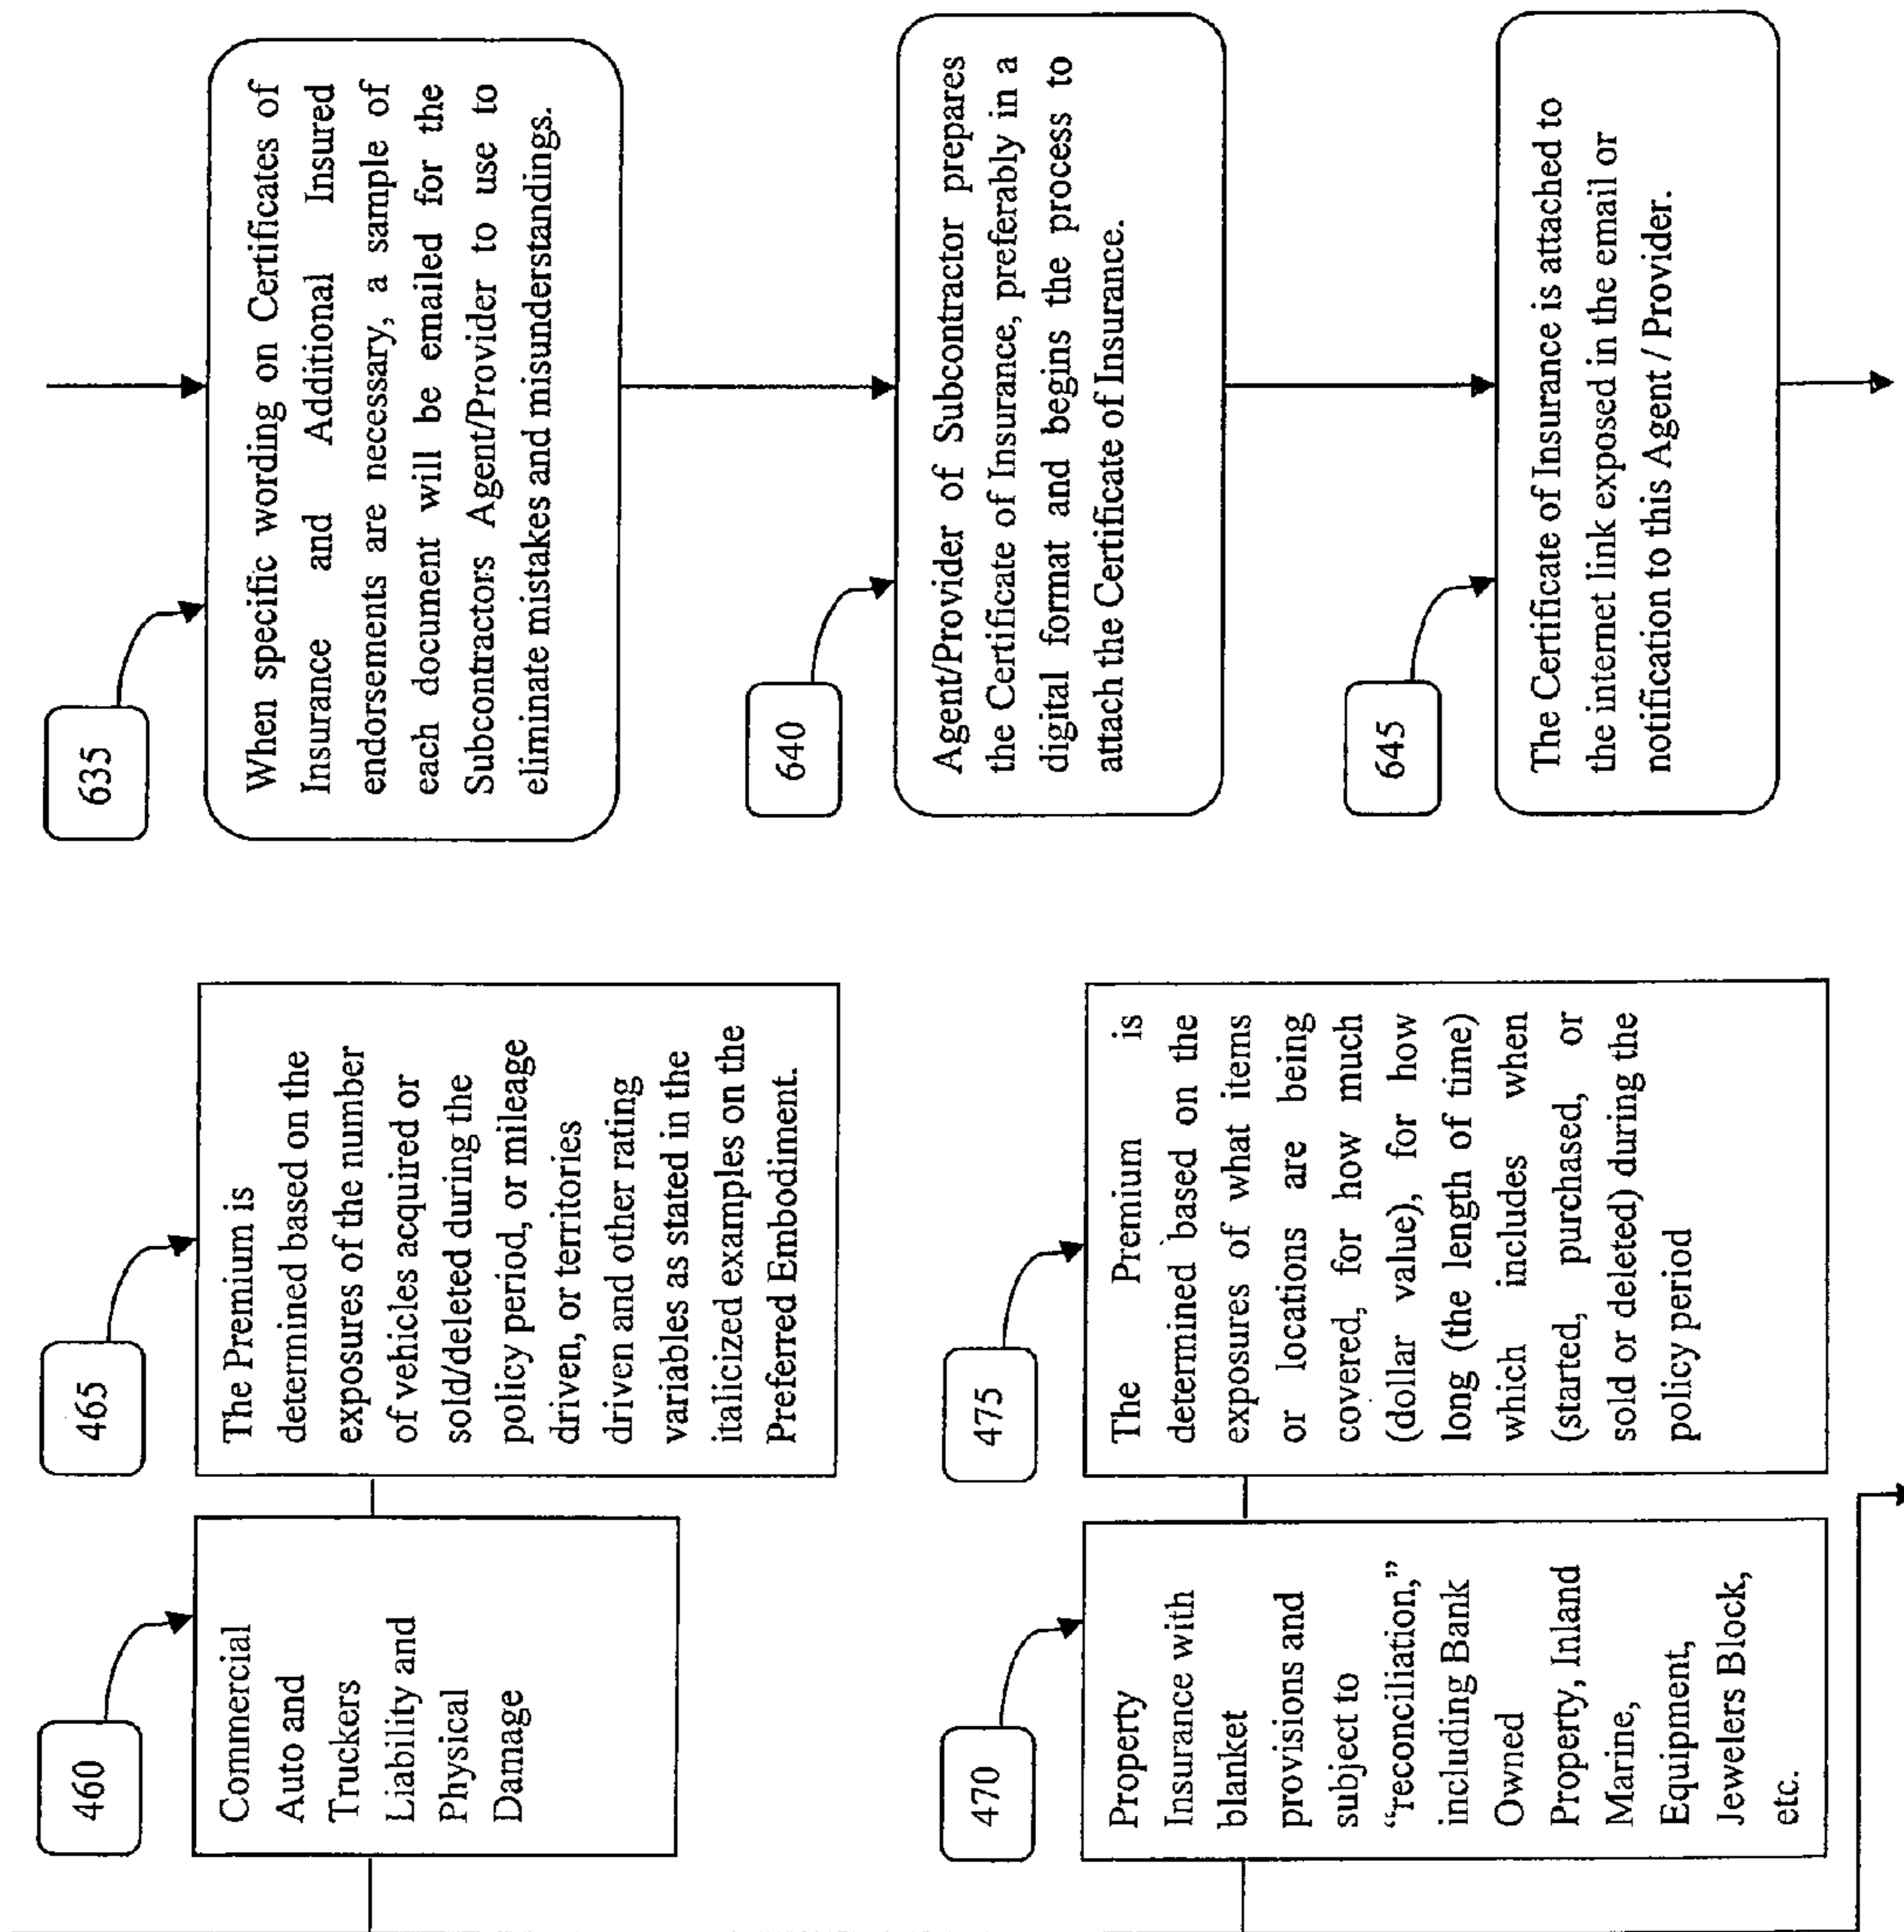 460
Commercial
Auto and
Truckers
Liability and
Physical
Damage
465
The Premium is
determined based on the
exposures of the number
of vehicles acquired or
sold/deleted during the
policy period, or mileage
driven, or territories
driven and other rating
variables as stated in the
italicized examples on the
Preferred Embodiment.
470
Property
Insurance with
blanket
provisions and
subject to
“reconciliation,”
including Bank
Owned
Property, Inland
Marine,
Equipment,
Jewelers Block,
etc.
475
The Premium is
determined based on the
exposures of what items
or locations are being
covered, for how much
(dollar value), for how
long (the length of time)
which includes when
(started, purchased, or
sold or deleted) during the
policy period
635
When specific wording on Certificates of
Insurance and Additional Insured
endorsements are necessary, a sample of
each document will be emailed for the
Subcontractors Agent/Provider to use to
eliminate mistakes and misunderstandings.
640
Agent/Provider of Subcontractor prepares
the Certificate of Insurance, preferably in a
digital format and begins the process to
attach the Certificate of Insurance.
645
The Certificate of Insurance is attached to
the internet link exposed in the email or
notification to this Agent / Provider.